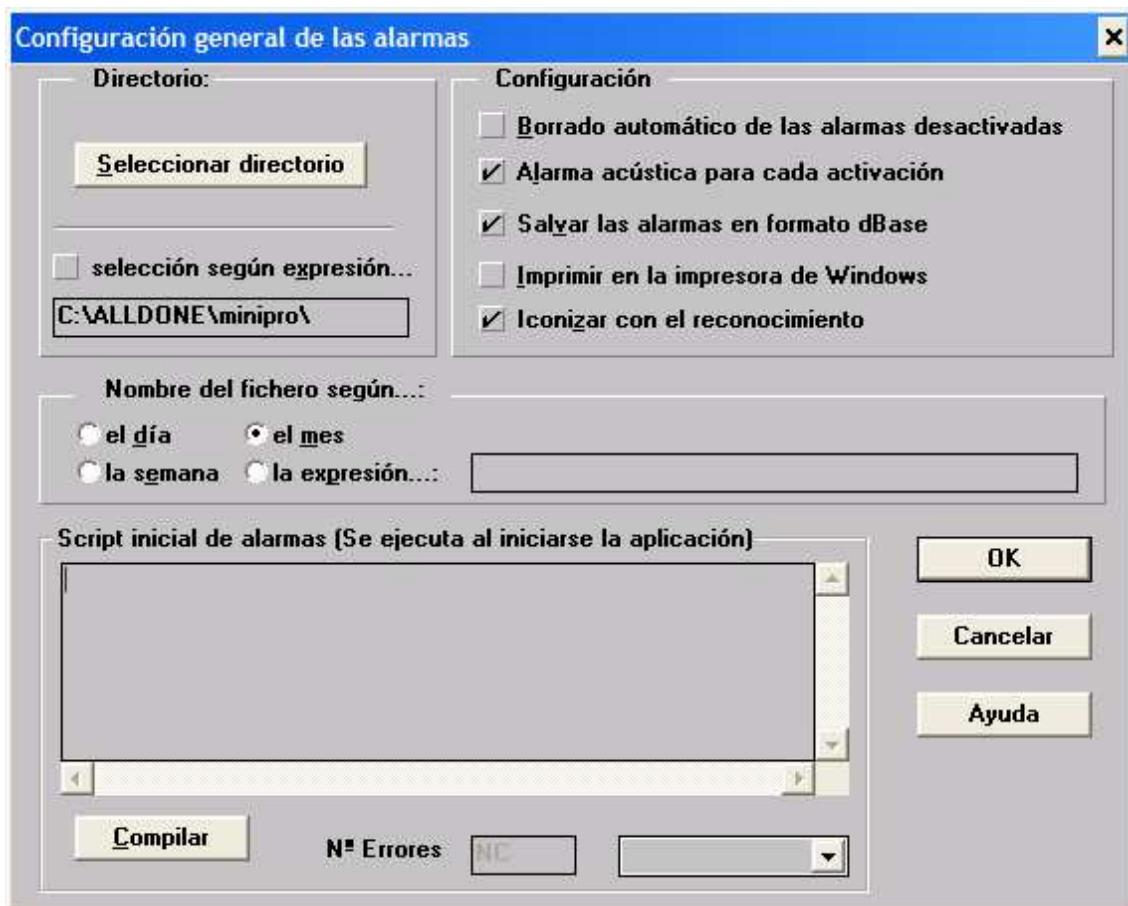 Configuración general de las alarmas
Directorio:
Seleccionar directorio
selección según expresión...
C:\ALLDONE\minipro\
Configuración
Borrado automático de las alarmas desactivadas
Alarma acústica para cada activación
Salvar las alarmas en formato dBase
Imprimir en la impresora de Windows
Iconizar con el reconocimiento
Nombre del fichero según...:
el día
el mes
la semana
la expresión...:
Script inicial de alarmas (Se ejecuta al iniciarse la aplicación)
OK
Cancelar
Ayuda
Compilar
Nº Errores
NC